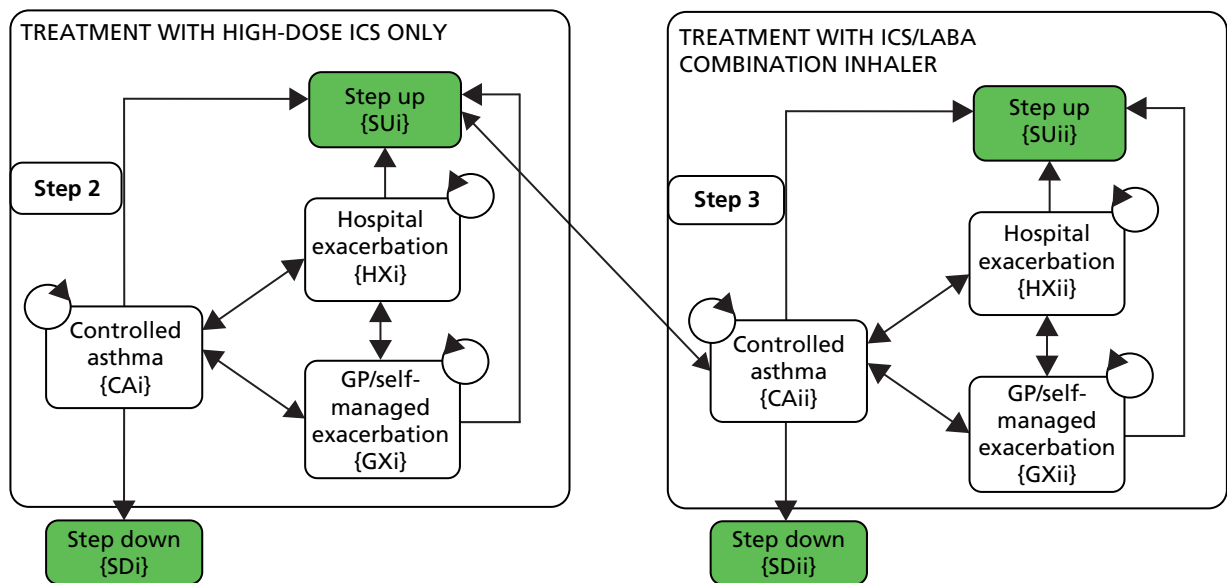 TREATMENT WITH HIGH-DOSE ICS ONLY
Step up
{SUi}
Step 2
Hospital
exacerbation
{HXi}
Controlled
asthma
{CAi}
GP/self-
managed
exacerbation
{GXi}
Step down
{SDi}
TREATMENT WITH ICS/LABA
COMBINATION INHALER
Step up
{SUii}
Step 3
Hospital
exacerbation
{HXii}
Controlled
asthma
{CAii}
GP/self-
managed
exacerbation
{GXii}
Step down
{SDii}